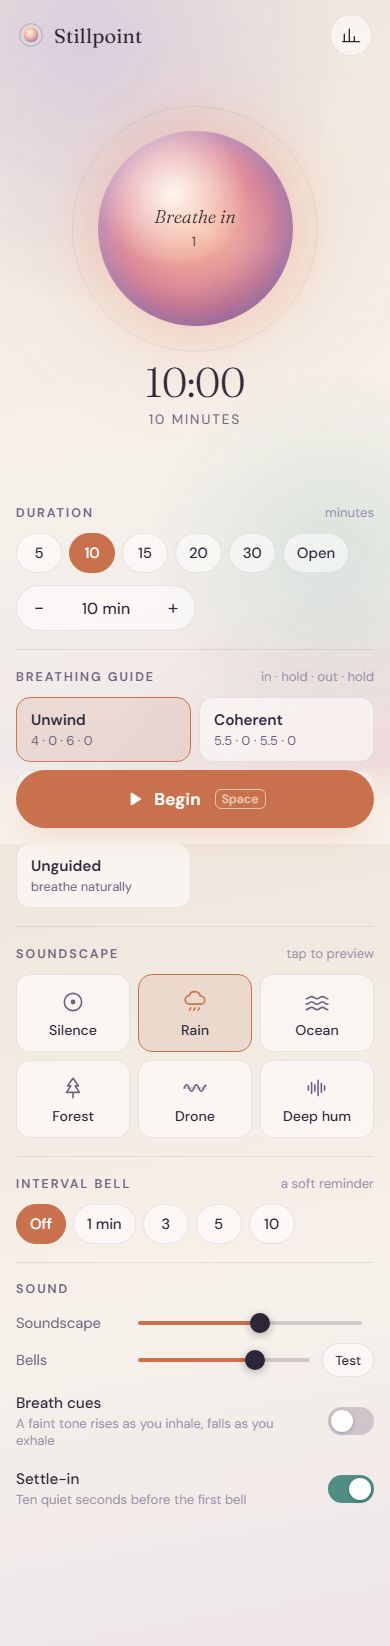 Stillpoint
Breathe in
1
10:00
10 MINUTES
DURATION minutes
5 10 15 20 30 Open
− 10 min +
BREATHING GUIDE in · hold · out · hold
Unwind Coherent
4 · 0 · 6 · 0 5.5 · 0 · 5.5 · 0
Begin Space
Unguided
breathe naturally
SOUNDSCAPE tap to preview
Silence Rain Ocean
Forest Drone Deep hum
INTERVAL BELL a soft reminder
Off 1 min 3 5 10
SOUND
Soundscape
Bells Test
Breath cues
A faint tone rises as you inhale, falls as you
exhale
Settle-in
Ten quiet seconds before the first bell